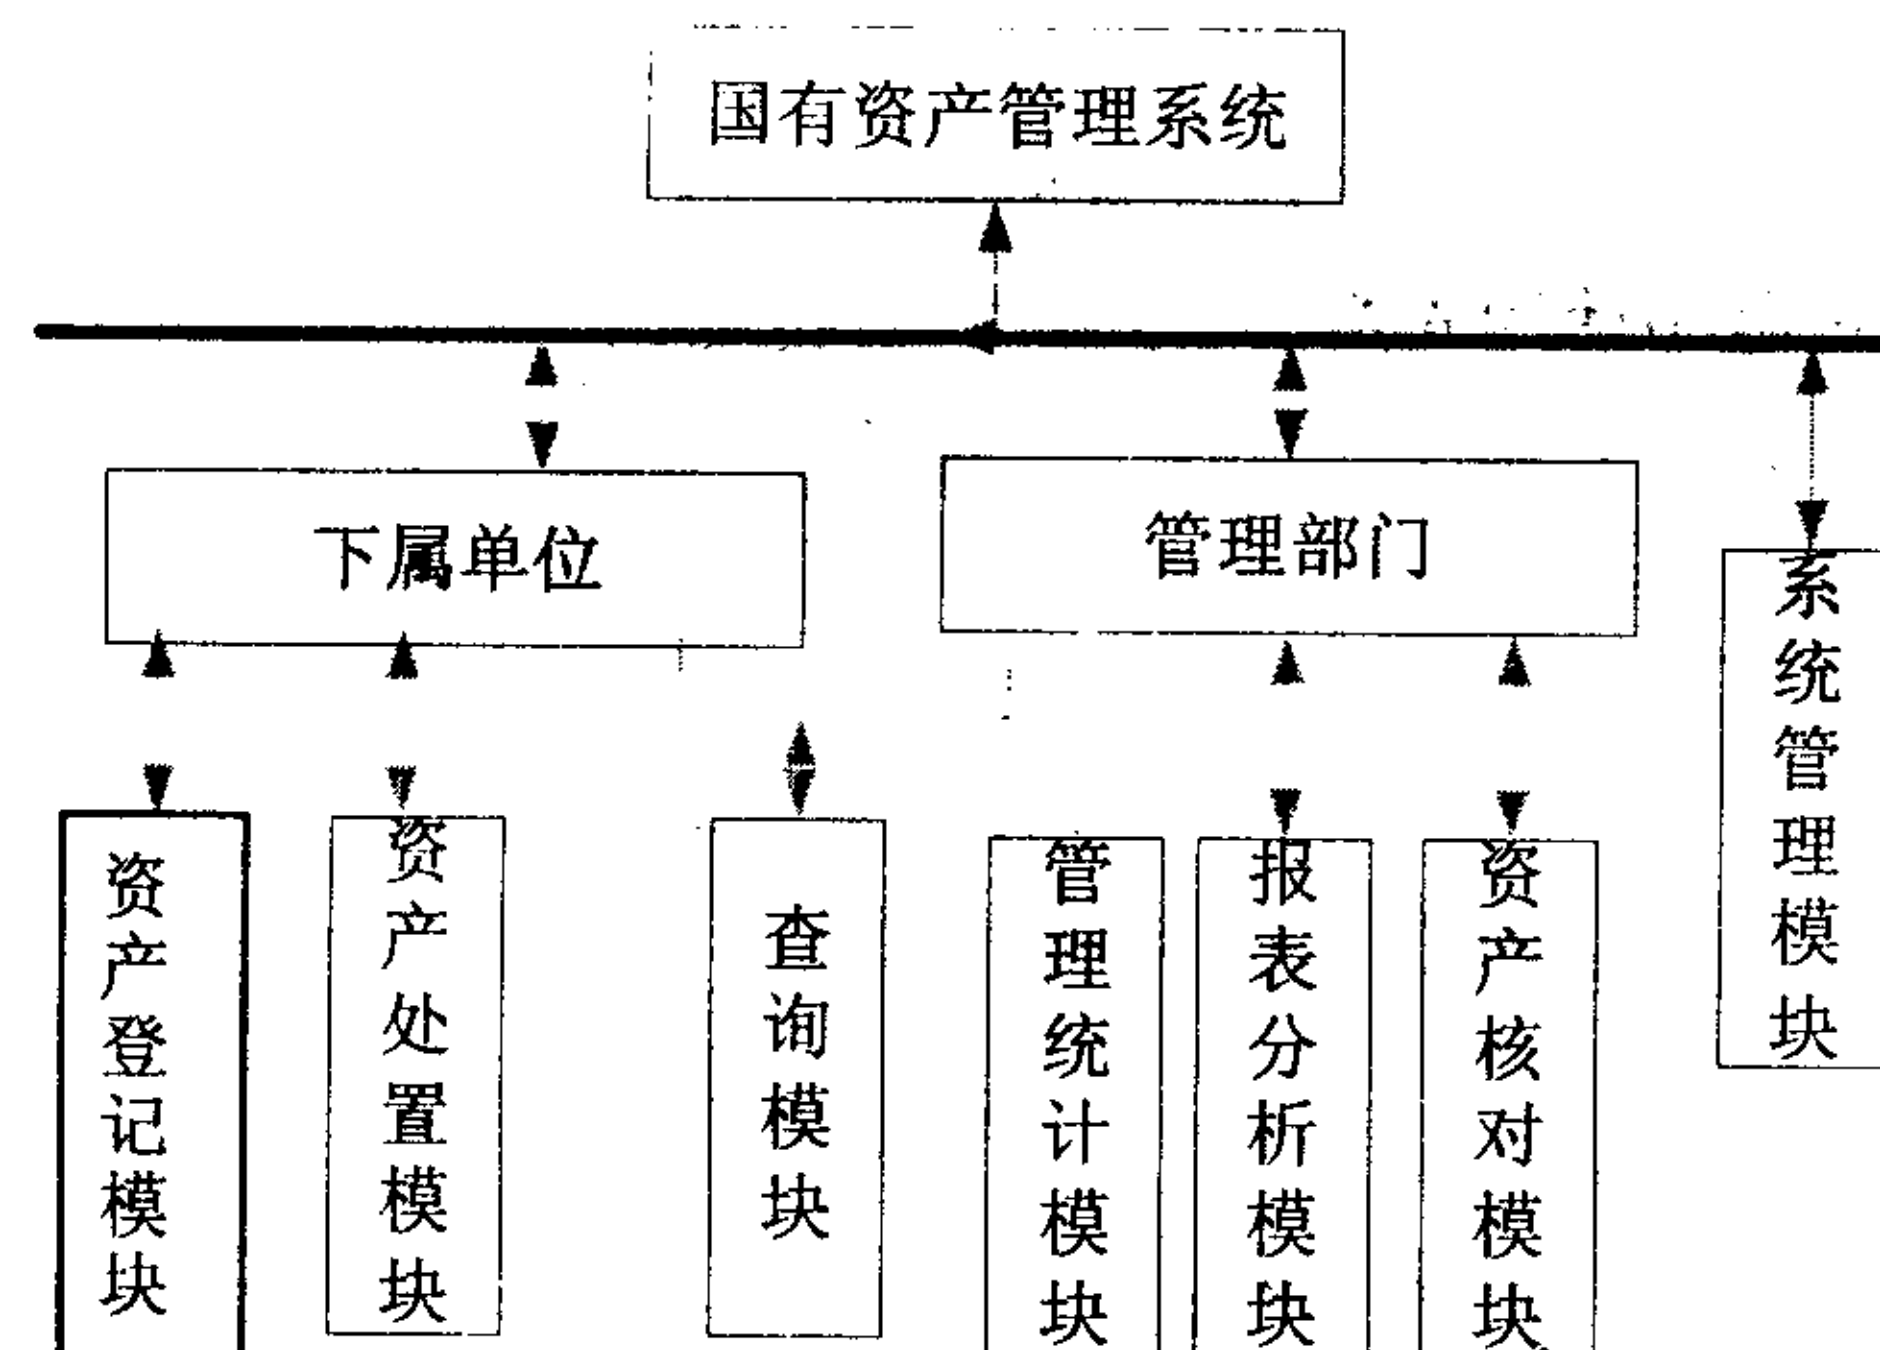 国有资产管理系统
下属单位
管理部门
系统管理模块
资产登记模块
资产处置模块
查询模块
管理统计模块
报表分析模块
资产核对模块